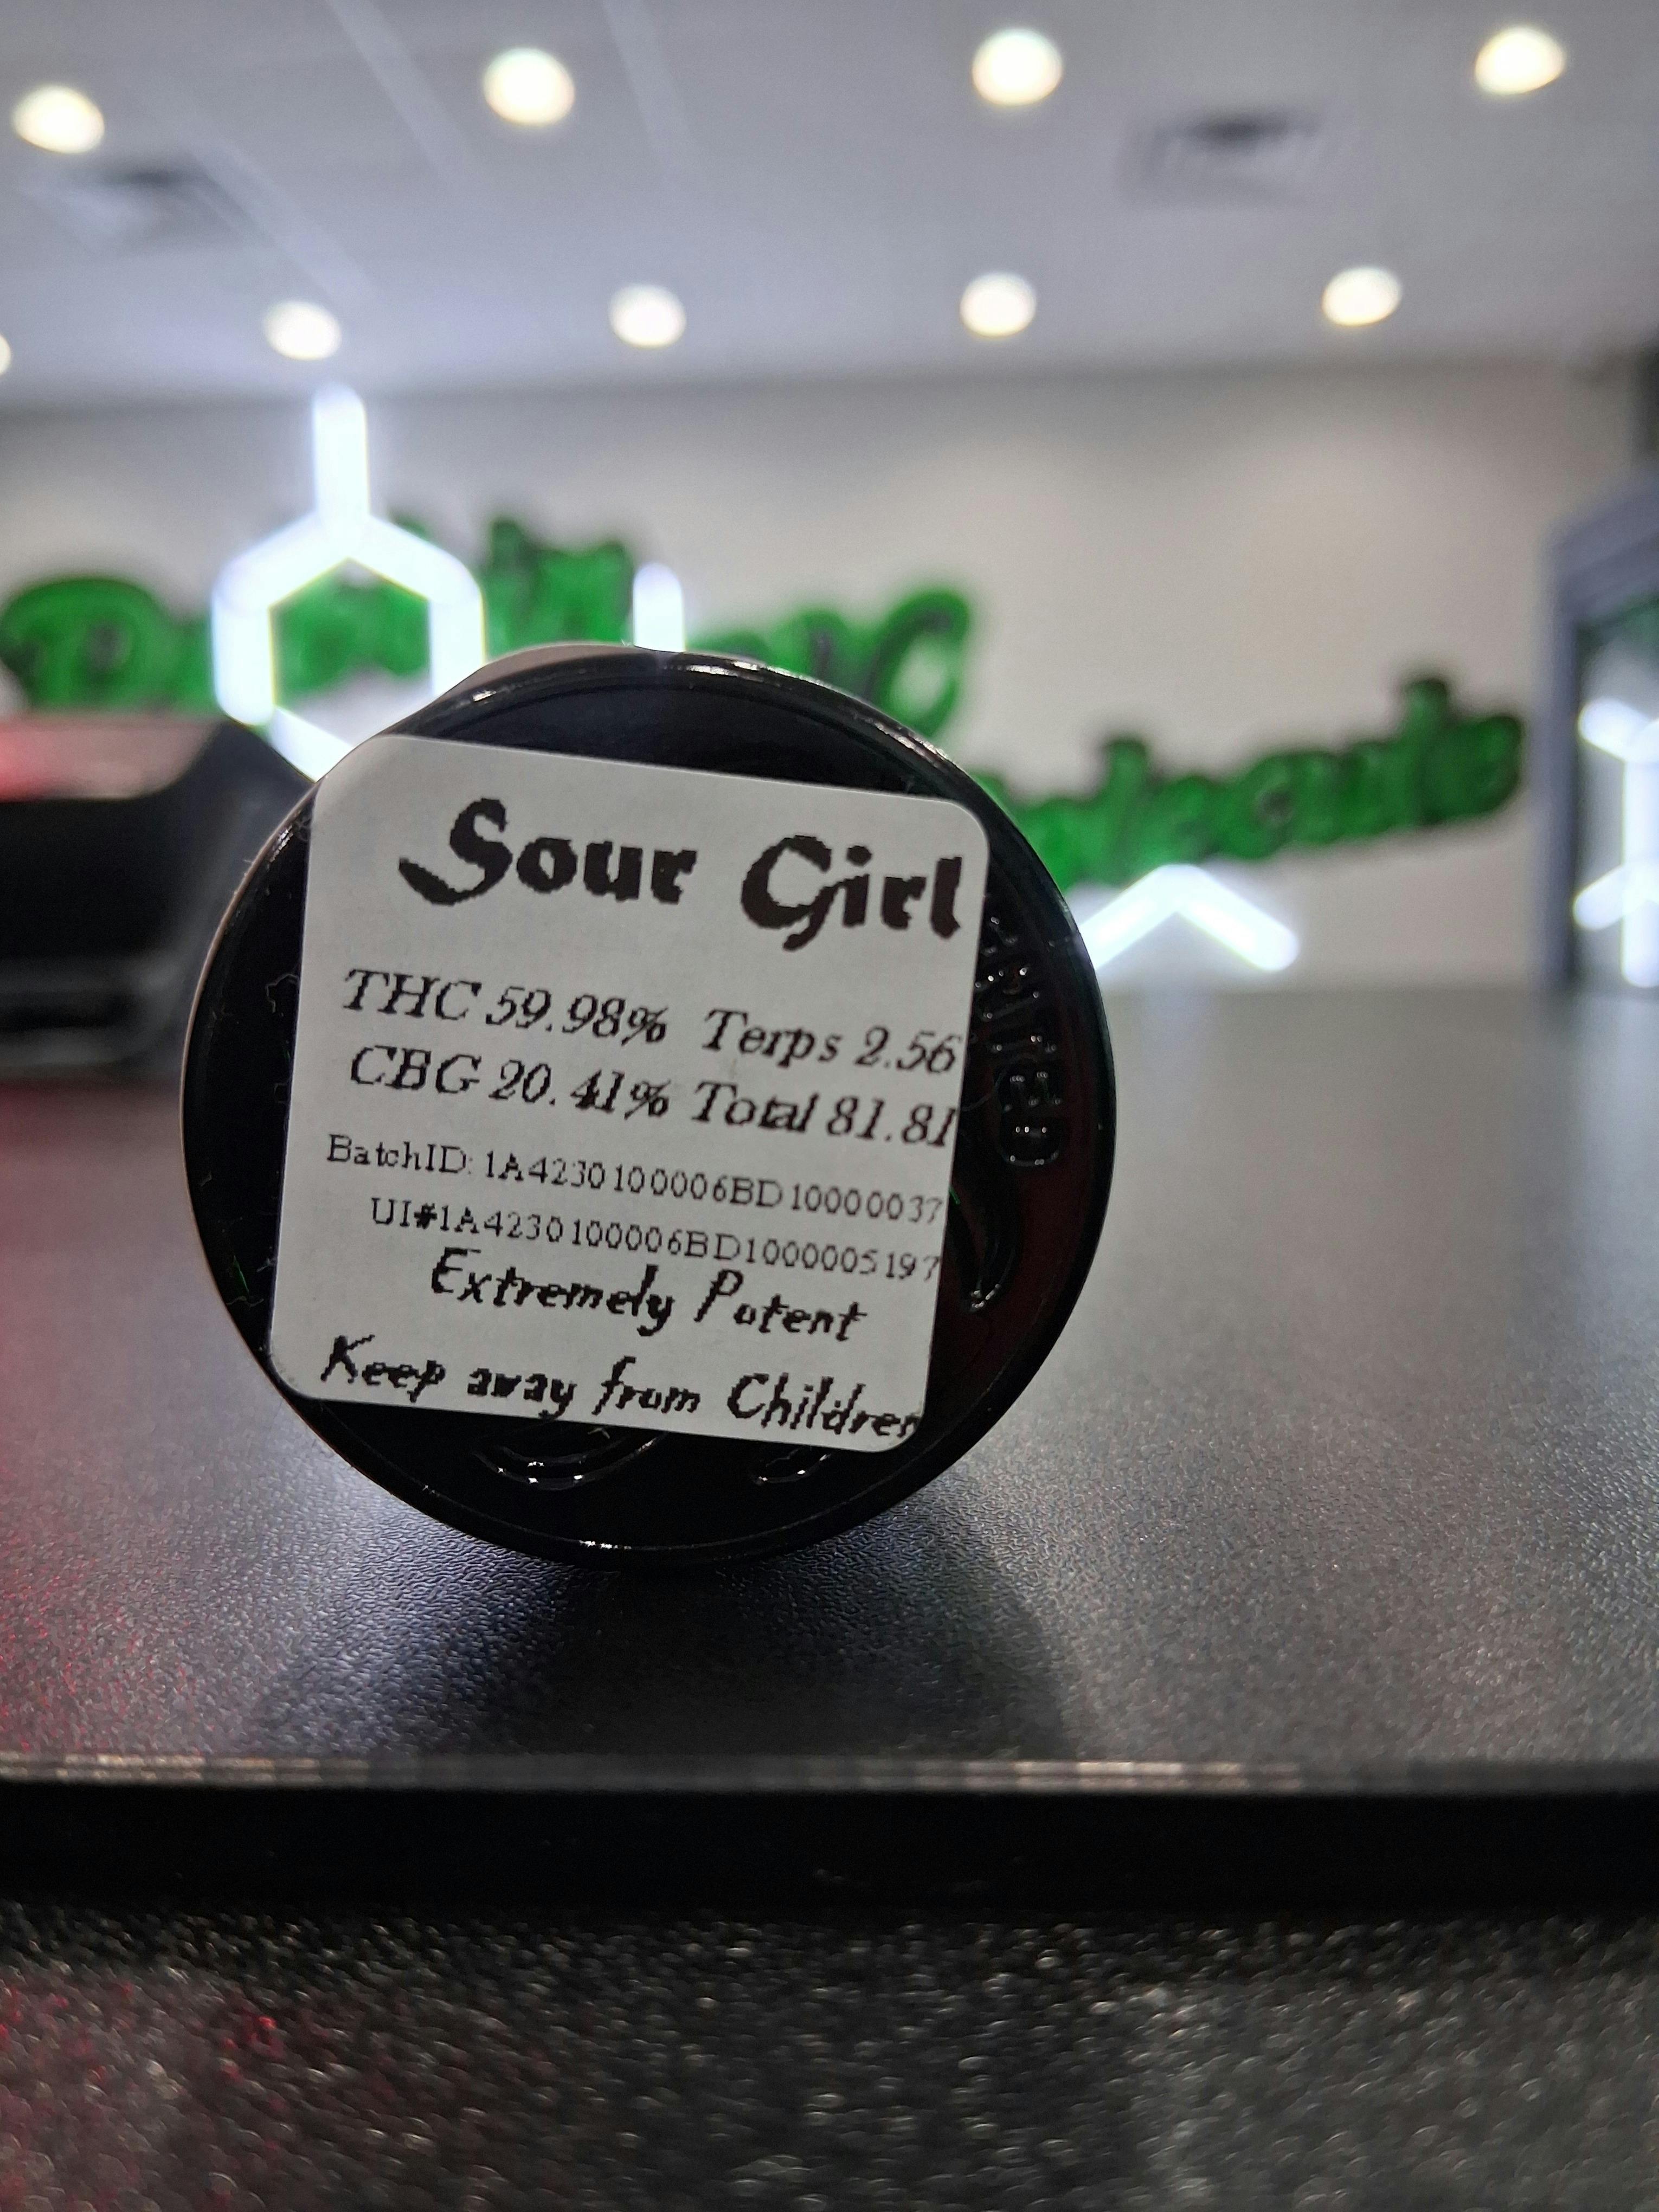 Sour Girl
THC 59.98% Terps 2.56
CBG 20.41% Total 81.81
BatchID: 1A4230100006BD10000037
UI#1A4230100006BD1000005197
Extremely Potent
Keep away from Children